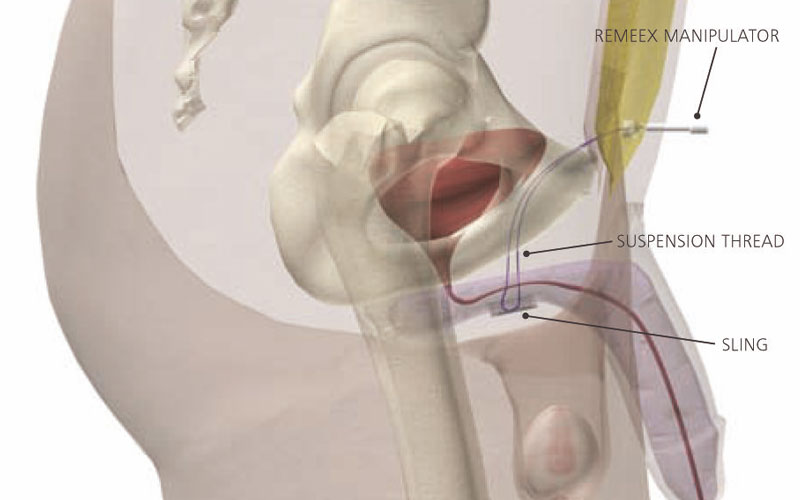 REMEEX MANIPULATOR
SUSPENSION THREAD
SLING